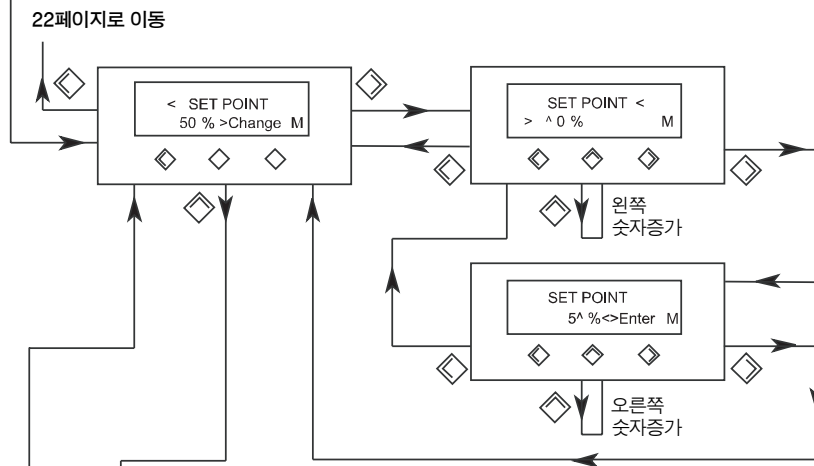 22페이지로 이동
< SET POINT
50 % >Change M
SET POINT <
> ^ 0 % M
왼쪽
숫자증가
SET POINT
5^ %<>Enter M
오른쪽
숫자증가